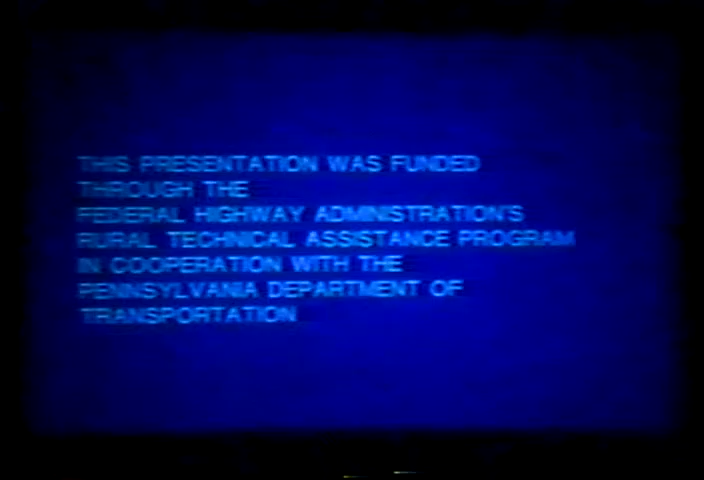 THIS PRESENTATION WAS FUNDED
THROUGH THE
FEDERAL HIGHWAY ADMINISTRATION'S
RURAL TECHNICAL ASSISTANCE PROGRAM
IN COOPERATION WITH THE
PENNSYLVANIA DEPARTMENT OF
TRANSPORTATION